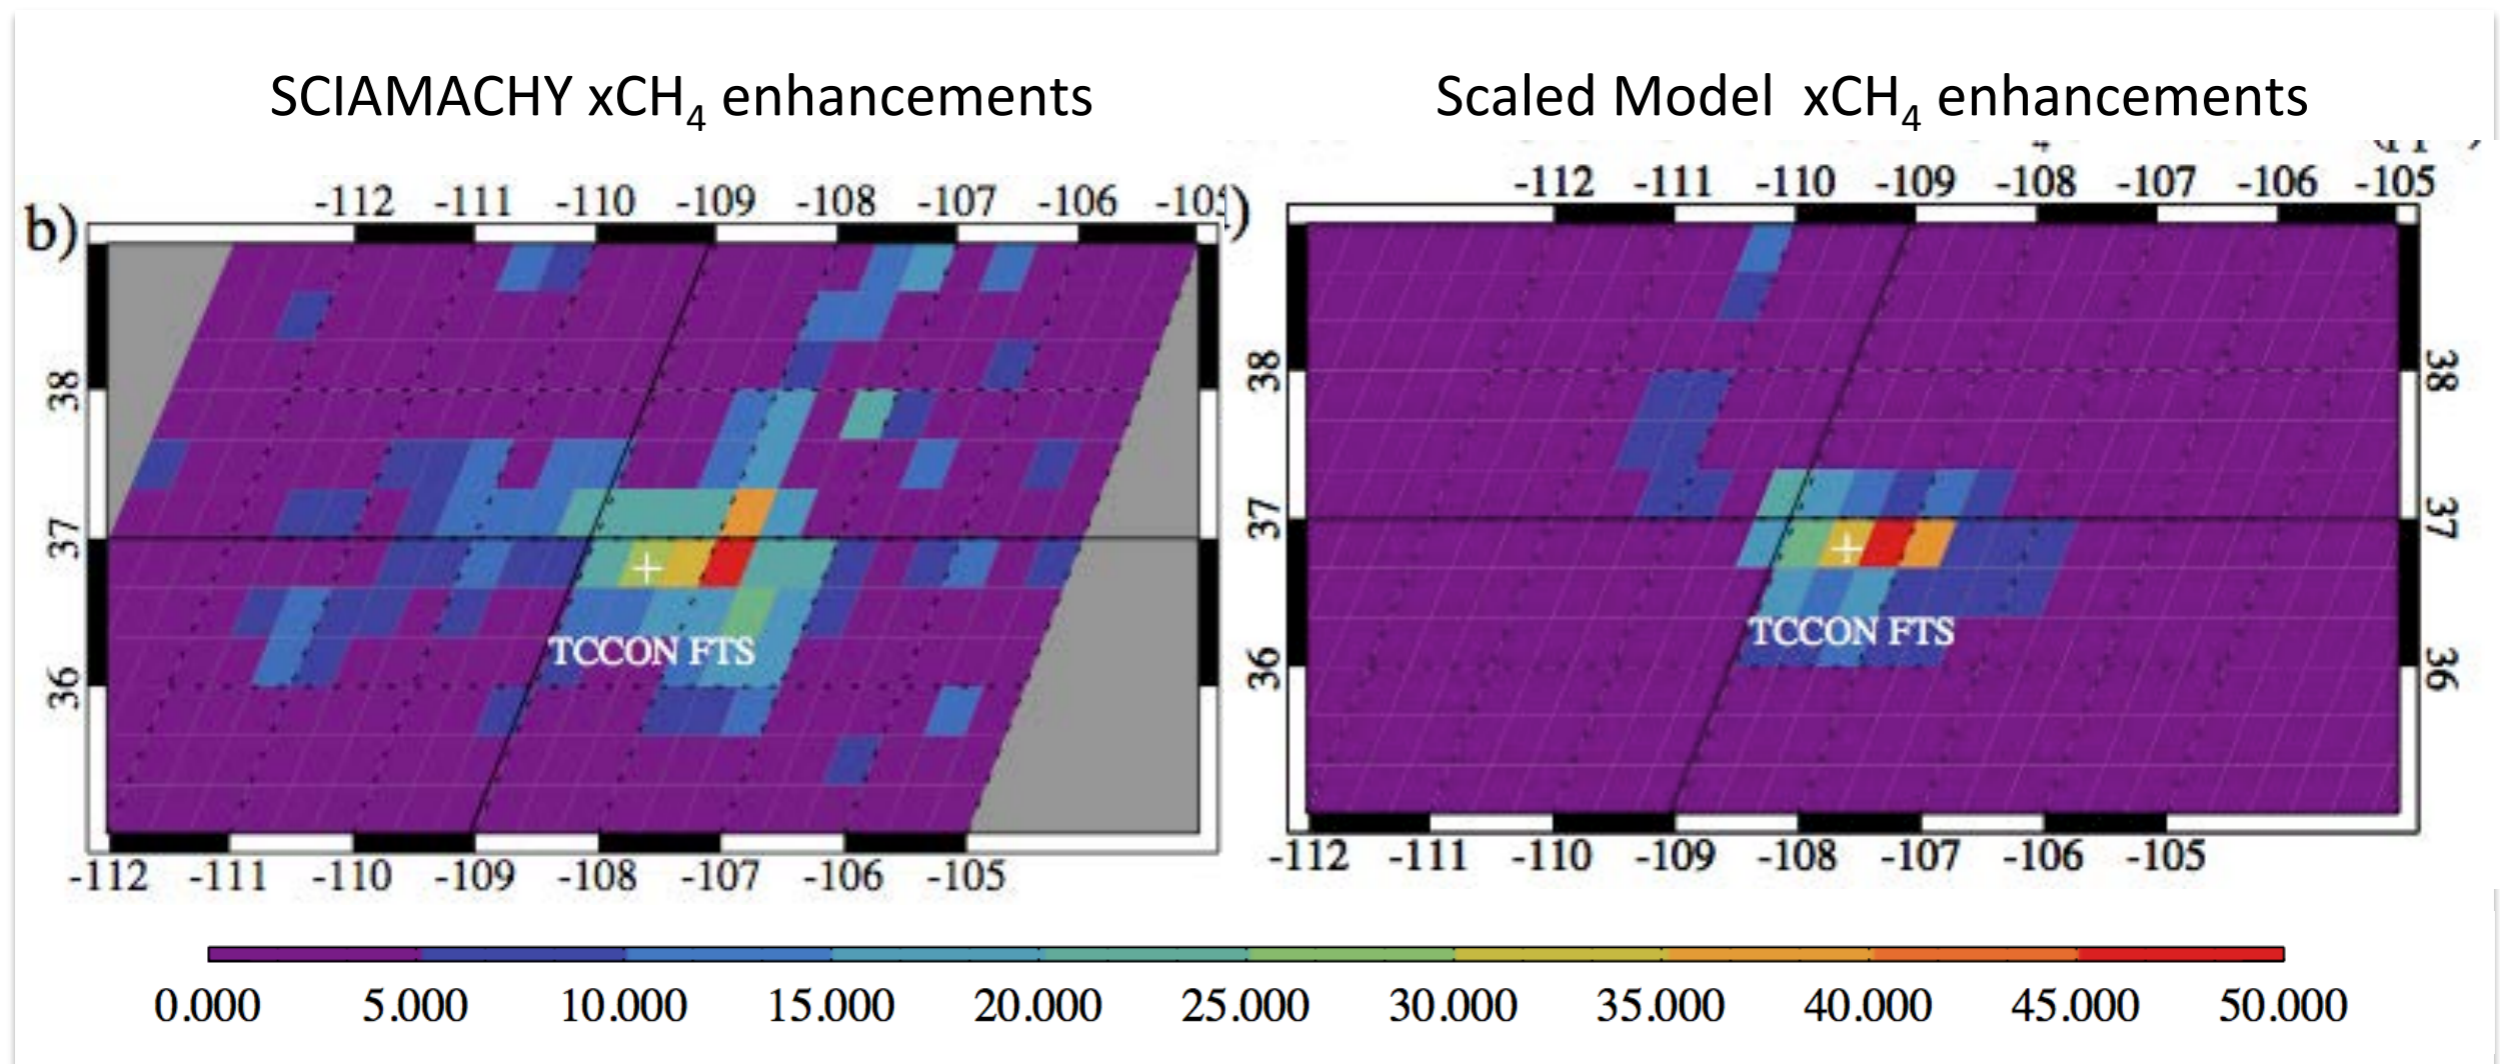 SCIAMACHY xCH4 enhancements
Scaled Model xCH4 enhancements
b)
-112 -111 -110 -109 -108 -107 -106
-112 -111 -110 -109 -108 -107 -106 -105
38
37
36
TCCON FTS
-112 -111 -110 -109 -108 -107 -106 -105
38
37
36
TCCON FTS
38
37
36
-112 -111 -110 -109 -108 -107 -106 -105
0.000 5.000 10.000 15.000 20.000 25.000 30.000 35.000 40.000 45.000 50.000